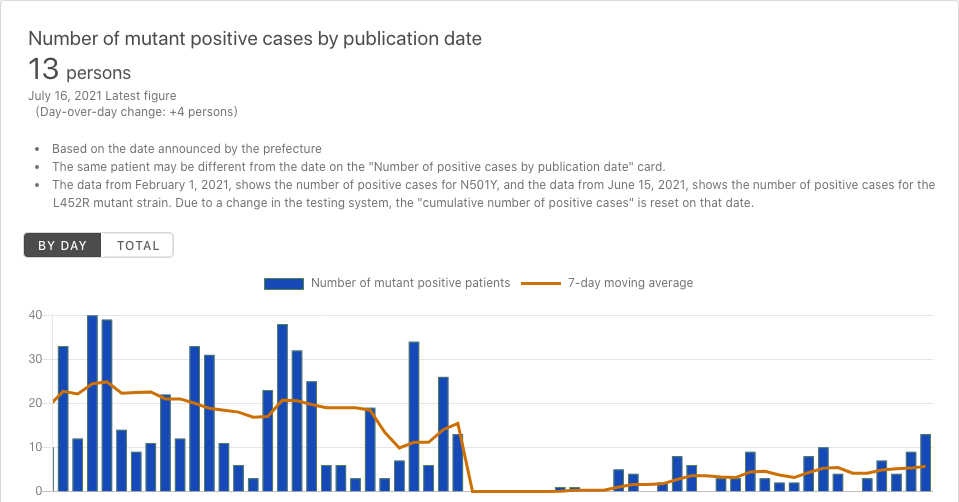 Number of mutant positive cases by publication date
13 persons
July 16, 2021 Latest figure
(Day-over-day change: +4 persons)
• Based on the date announced by the prefecture
• The same patient may be different from the date on the "Number of positive cases by publication date" card.
• The data from February 1, 2021, shows the number of positive cases for N501Y, and the data from June 15, 2021, shows the number of positive cases for the
L452R mutant strain. Due to a change in the testing system, the "cumulative number of positive cases" is reset on that date.
BY DAY TOTAL
Number of mutant positive patients 7-day moving average
40
30
20
10
0